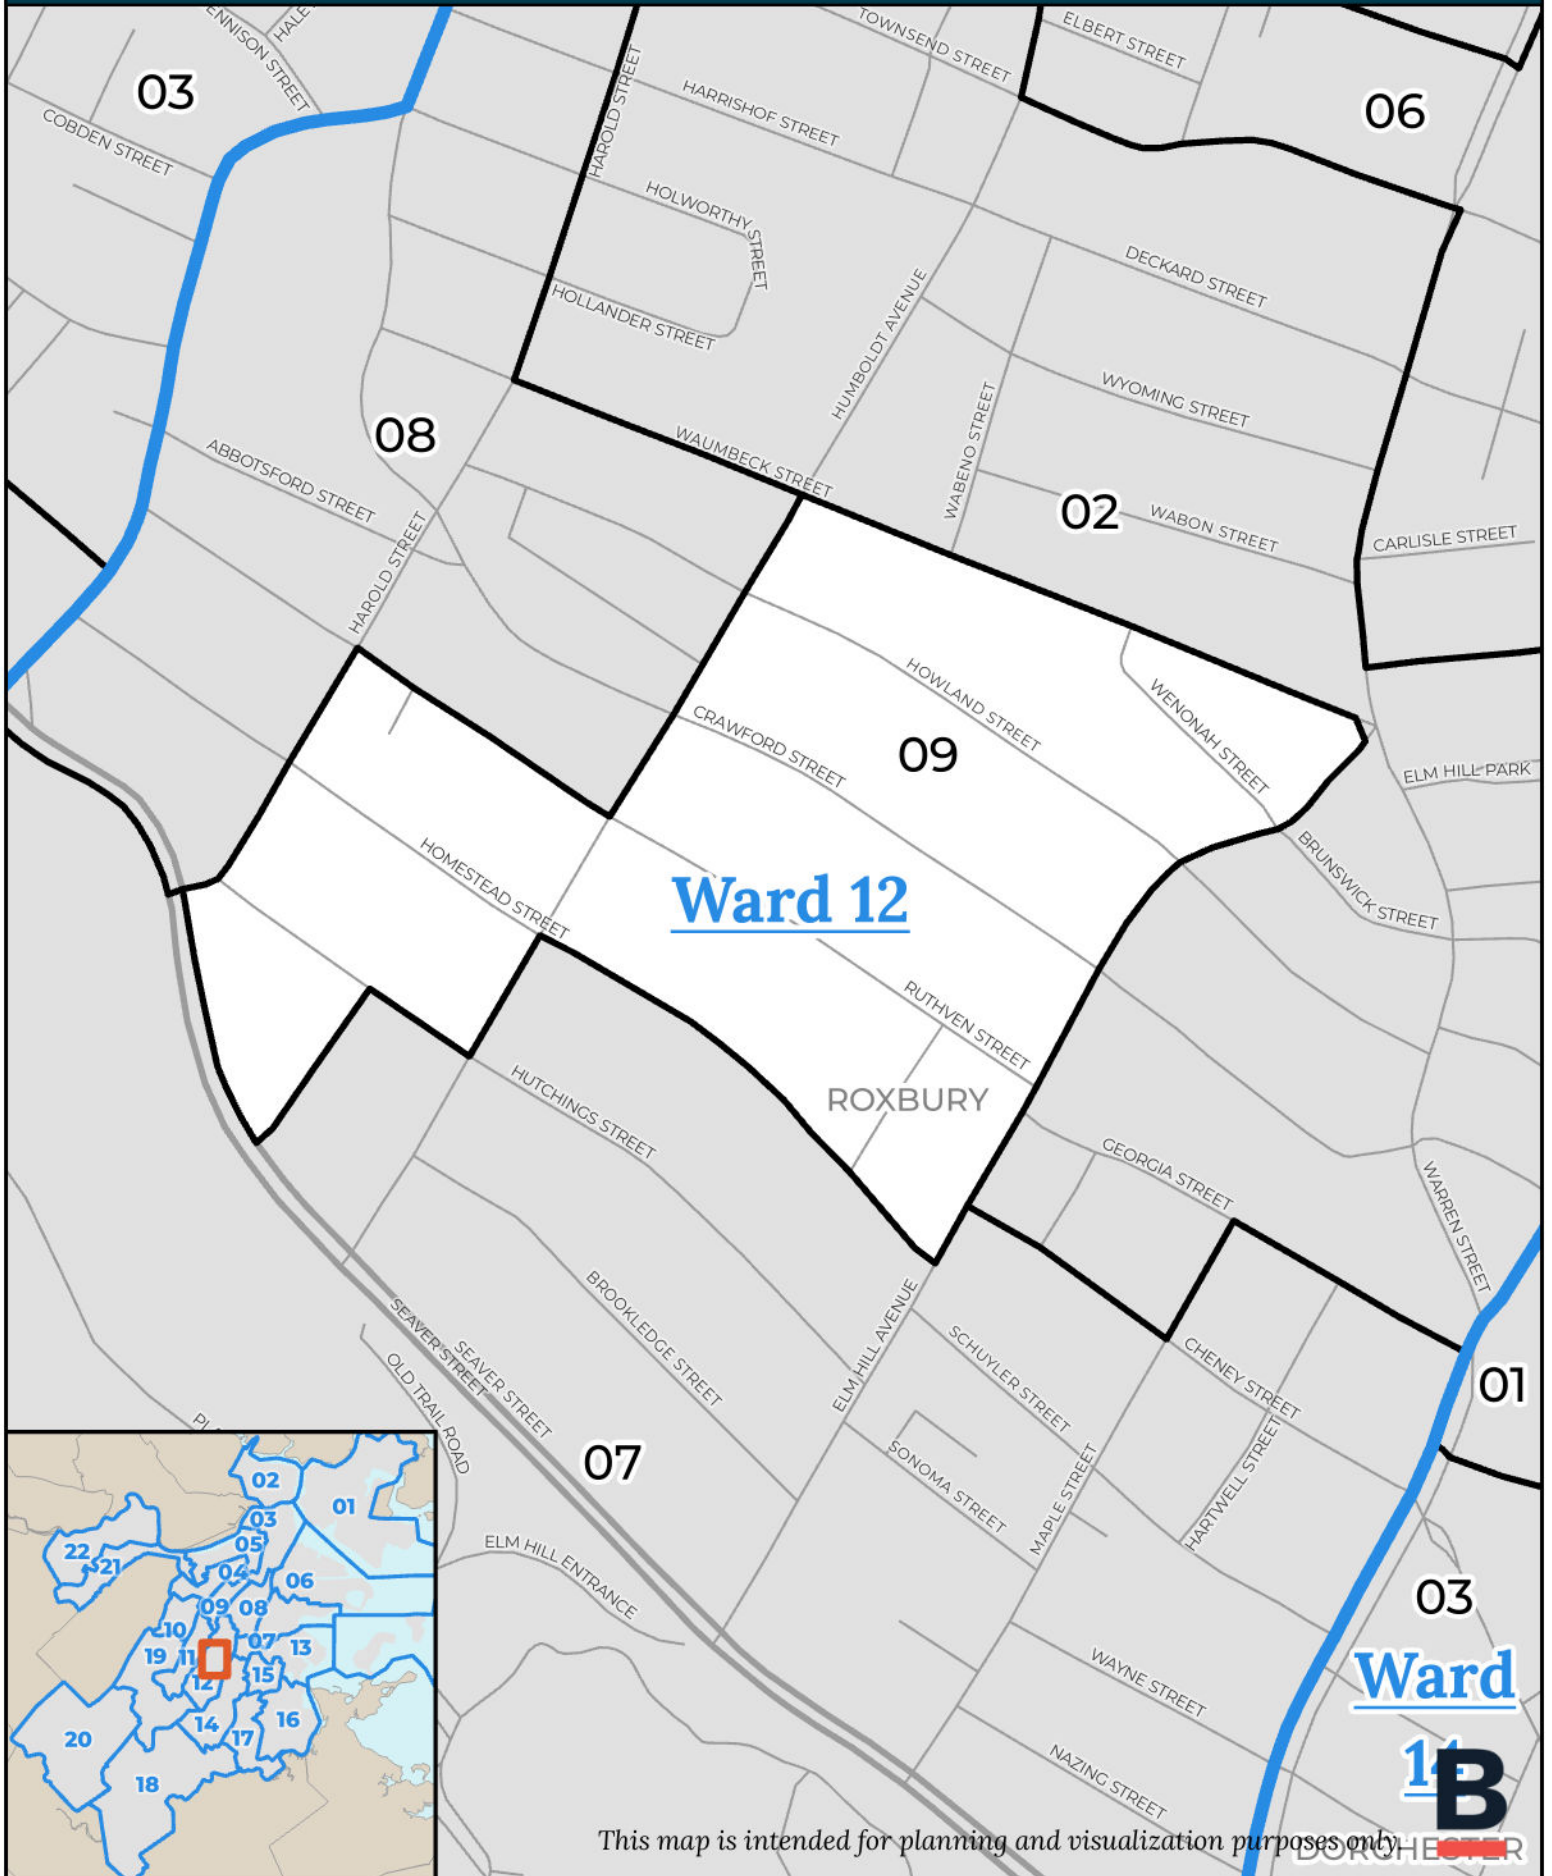 ENNISON STREET
HALE
03
COBDEN STREET
TOWNSEND STREET
ELBERT STREET
06
HAROLD STREET
HARRISHOF STREET
HOLWORTHY STREET
HOLLANDER STREET
HUMBOLDT AVENUE
DECKARD STREET
WYOMING STREET
WABENO STREET
08
ABBOTSFORD STREET
WAUMBECK STREET
02
WABON STREET
CARLISLE STREET
HAROLD STREET
HOWLAND STREET
WENONAH STREET
CRAWFORD STREET
09
ELM HILL PARK
HOMESTEAD STREET
Ward 12
BRUNSWICK STREET
RUTHVEN STREET
ROXBURY
HUTCHINGS STREET
GEORGIA STREET
WARREN STREET
SEAVER STREET
SEAVER STREET
OLD TRAIL ROAD
BROOKLEDGE STREET
ELM HILL AVENUE
SCHUYLER STREET
CHENEY STREET
01
PL
07
SONOMA STREET
MAPLE STREET
HARTWELL STREET
ELM HILL ENTRANCE
03
Ward
14
WAYNE STREET
NAZING STREET
02
01
03
05
22
21
04
06
09
08
10
07
13
19
11
12
15
14
16
17
20
18
This map is intended for planning and visualization purposes only.
DORCHESTER
B